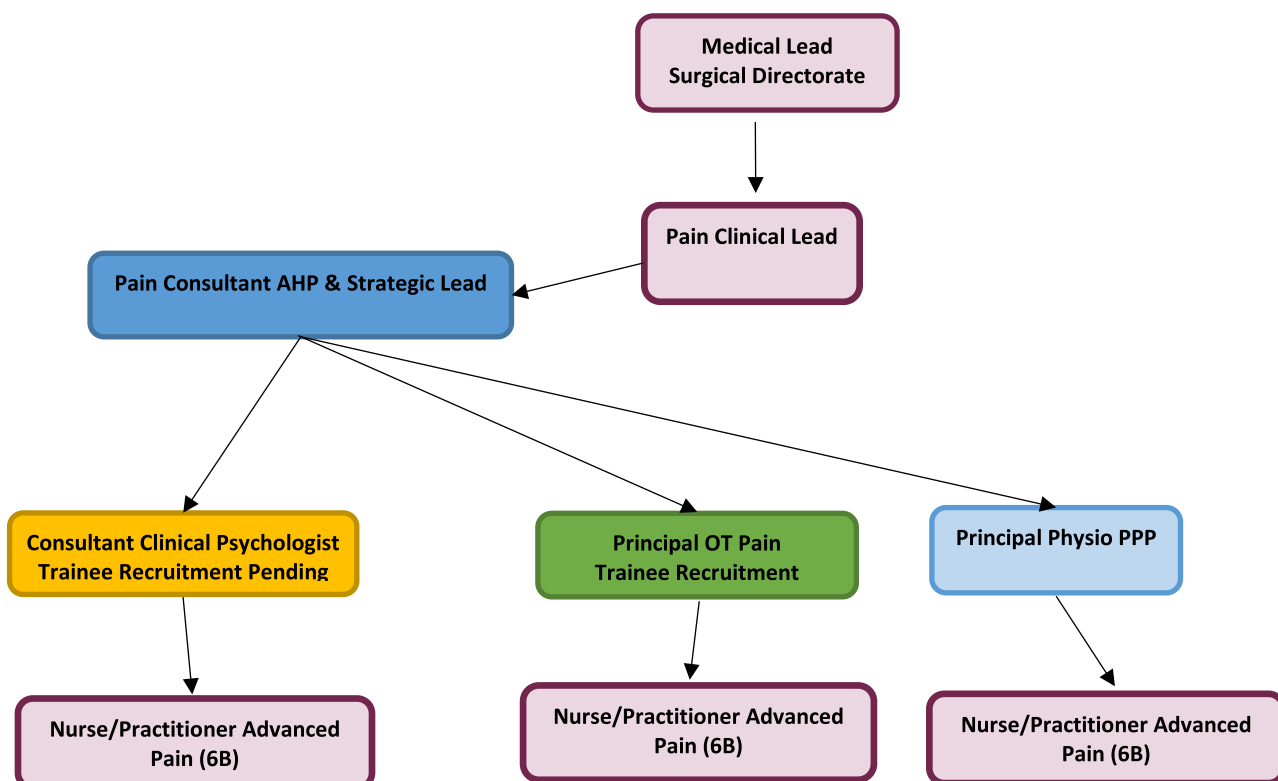 Medical Lead
Surgical Directorate
Pain Clinical Lead
Pain Consultant AHP & Strategic Lead
Consultant Clinical Psychologist
Trainee Recruitment Pending
Principal OT Pain
Trainee Recruitment
Principal Physio PPP
Nurse/Practitioner Advanced
Pain (6B)
Nurse/Practitioner Advanced
Pain (6B)
Nurse/Practitioner Advanced
Pain (6B)